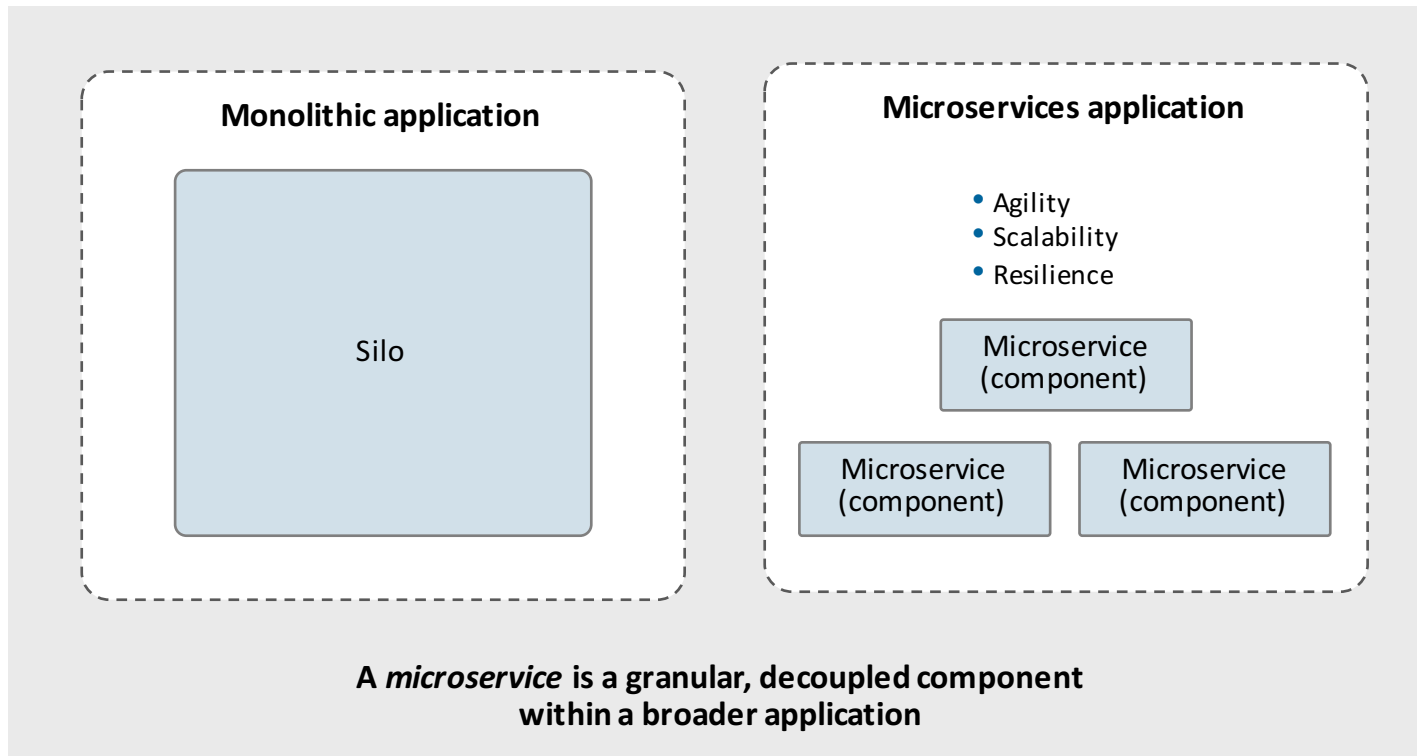 Monolithic application
Silo
Microservices application
• Agility
• Scalability
• Resilience
Microservice
(component)
Microservice
(component)
Microservice
(component)
A microservice is a granular, decoupled component
within a broader application